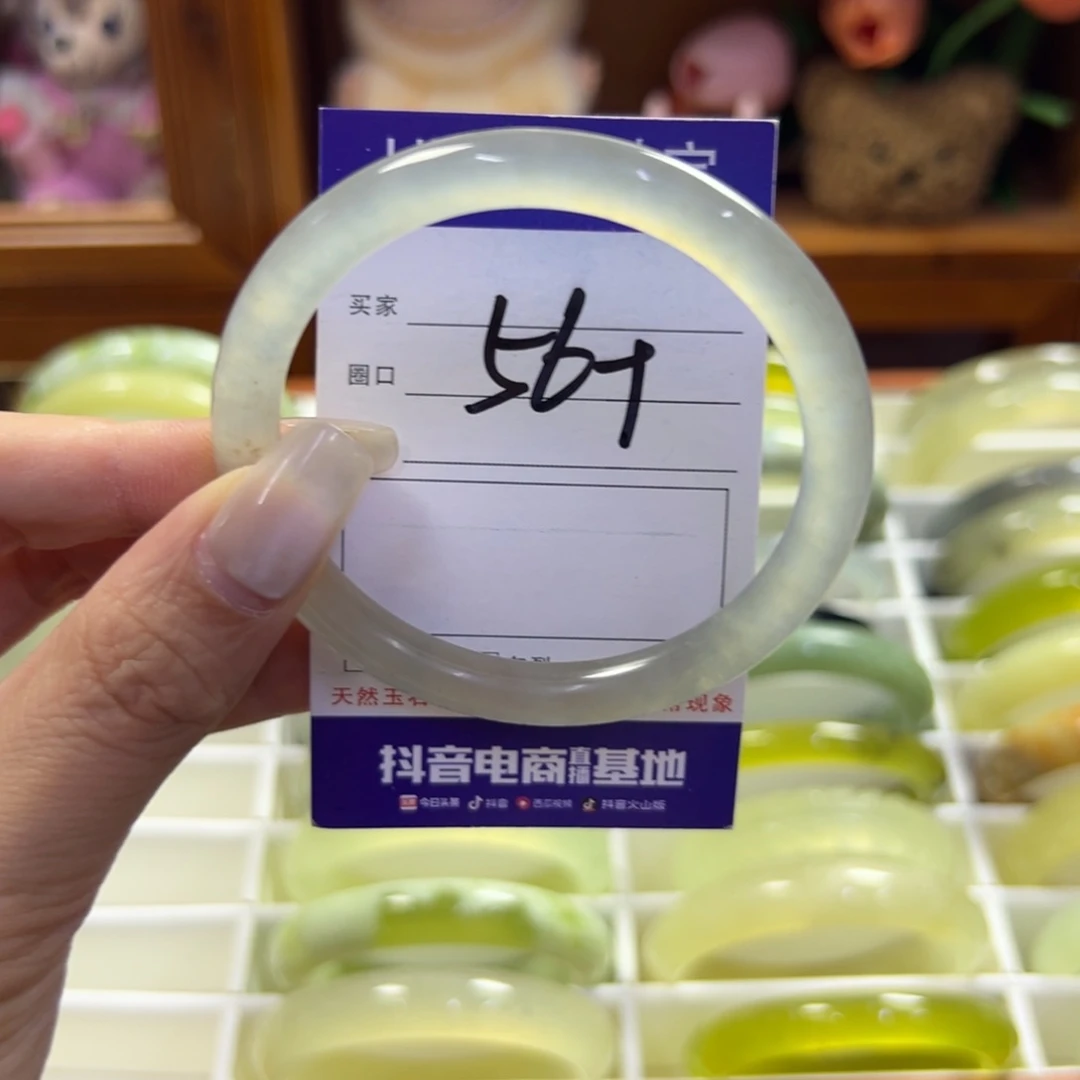 买家
圈口
561
天然玉石
现象
抖音电商直播基地
今日头条 抖音 西瓜视频 抖音火山版